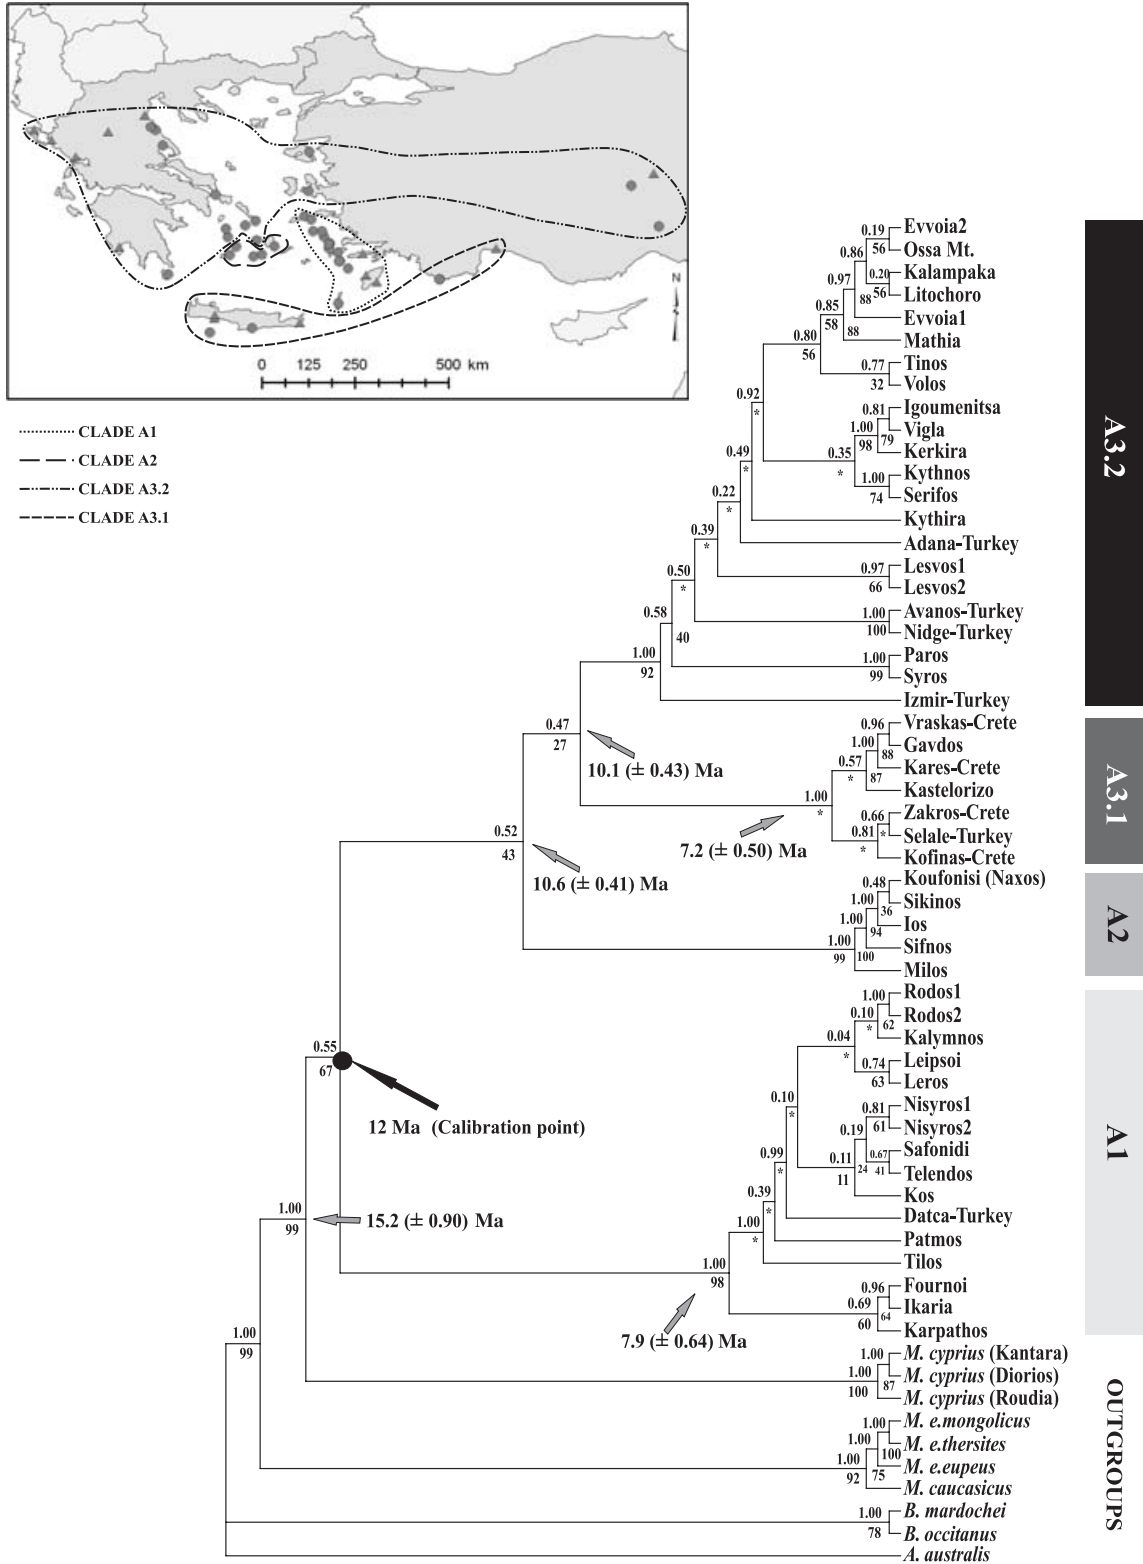 N
0 125 250 500 km
CLADE A1
CLADE A2
CLADE A3.2
CLADE A3.1
0.19
Evvoia2
0.86
56
Ossa Mt.
0.97
0.20
Kalampaka
88
56
Litochoro
0.85
58
Evvoia1
0.80
88
Mathia
56
0.77
Tinos
32
Volos
0.92
*
0.81
Igoumenitsa
1.00
Vigla
98
79
Kerkira
0.35
*
1.00
Kythnos
74
Serifos
0.49
*
Kythira
0.22
*
Adana-Turkey
0.39
*
0.97
Lesvos1
66
Lesvos2
0.50
*
1.00
Avanos-Turkey
100
Nidge-Turkey
0.58
40
1.00
Paros
99
Syros
1.00
92
Izmir-Turkey
0.47
27
0.96
Vraskas-Crete
1.00
Gavdos
88
0.57
Kares-Crete
*
87
Kastelorizo
10.1 (± 0.43) Ma
1.00
*
0.66
Zakros-Crete
0.81
*
Selale-Turkey
*
Kofinas-Crete
7.2 (± 0.50) Ma
0.52
43
10.6 (± 0.41) Ma
0.48
Koufonisi (Naxos)
1.00
Sikinos
36
1.00
Ios
94
1.00
Sifnos
99
100
Milos
1.00
Rodos1
0.10
Rodos2
*
62
Kalymnos
0.04
*
0.74
Leipsoi
63
Leros
0.55
67
12 Ma (Calibration point)
0.10
*
0.81
Nisyros1
61
Nisyros2
0.19
0.67
Safonidi
24
41
Telendos
0.11
11
Kos
0.99
*
Datca-Turkey
0.39
*
Patmos
1.00
*
Tilos
1.00
99
15.2 (± 0.90) Ma
1.00
98
0.96
Fournoi
0.69
64
Ikaria
60
Karpathos
7.9 (± 0.64) Ma
1.00
99
1.00
M. cyprius (Kantara)
1.00
M. cyprius (Diorios)
100
87
M. cyprius (Roudia)
1.00
M. e.mongolicus
1.00
M. e.thersites
100
1.00
M. e.eupeus
92
75
M. caucasicus
1.00
B. mardochei
78
B. occitanus
A. australis
A3.2
A3.1
A2
A1
OUTGROUPS